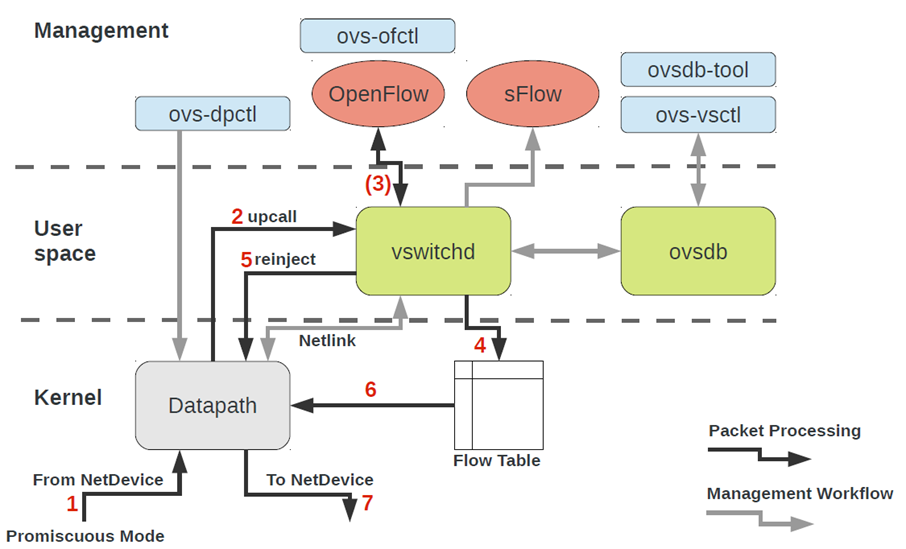 Management
ovs-ofctl
OpenFlow
sFlow
ovsdb-tool
ovs-dpctl
ovs-vsctl
(3)
User
space
2 upcall
vswitchd
ovsdb
5 reinject
Netlink
4
Kernel
Datapath
6
Flow Table
Packet Processing
From NetDevice
To NetDevice
1
7
Management Workflow
Promiscuous Mode